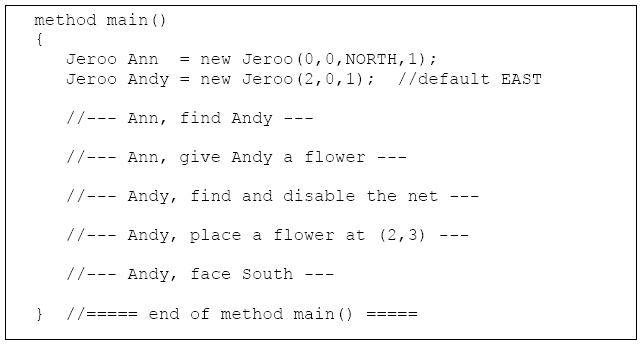 method main()
{
Jeroo Ann = new Jeroo(0,0,NORTH,1);
Jeroo Andy = new Jeroo(2,0,1); //default EAST
//--- Ann, find Andy ---
//--- Ann, give Andy a flower ---
//--- Andy, find and disable the net ---
//--- Andy, place a flower at (2,3) ---
//--- Andy, face South ---
} //===== end of method main() =====